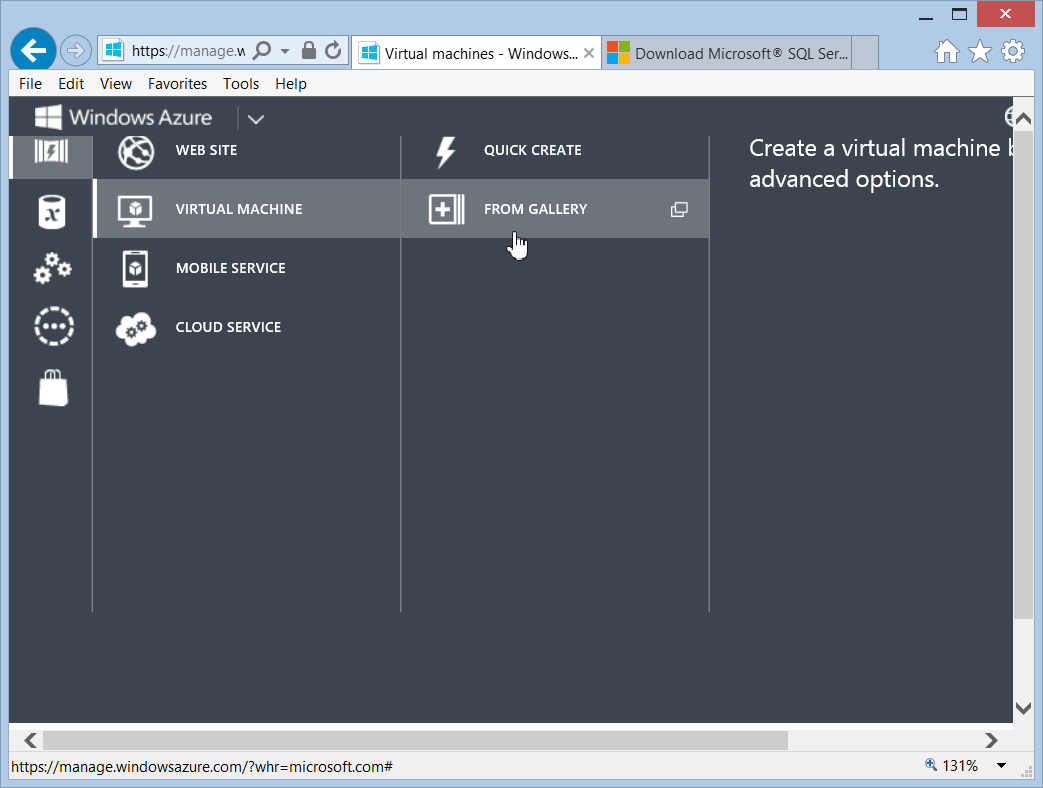 https://manage.w
Virtual machines - Windows...
Download Microsoft® SQL Ser...
File Edit View Favorites Tools Help
Windows Azure
WEB SITE
QUICK CREATE
Create a virtual machine
advanced options.
VIRTUAL MACHINE
FROM GALLERY
MOBILE SERVICE
CLOUD SERVICE
https://manage.windowsazure.com/?whr=microsoft.com#
131%